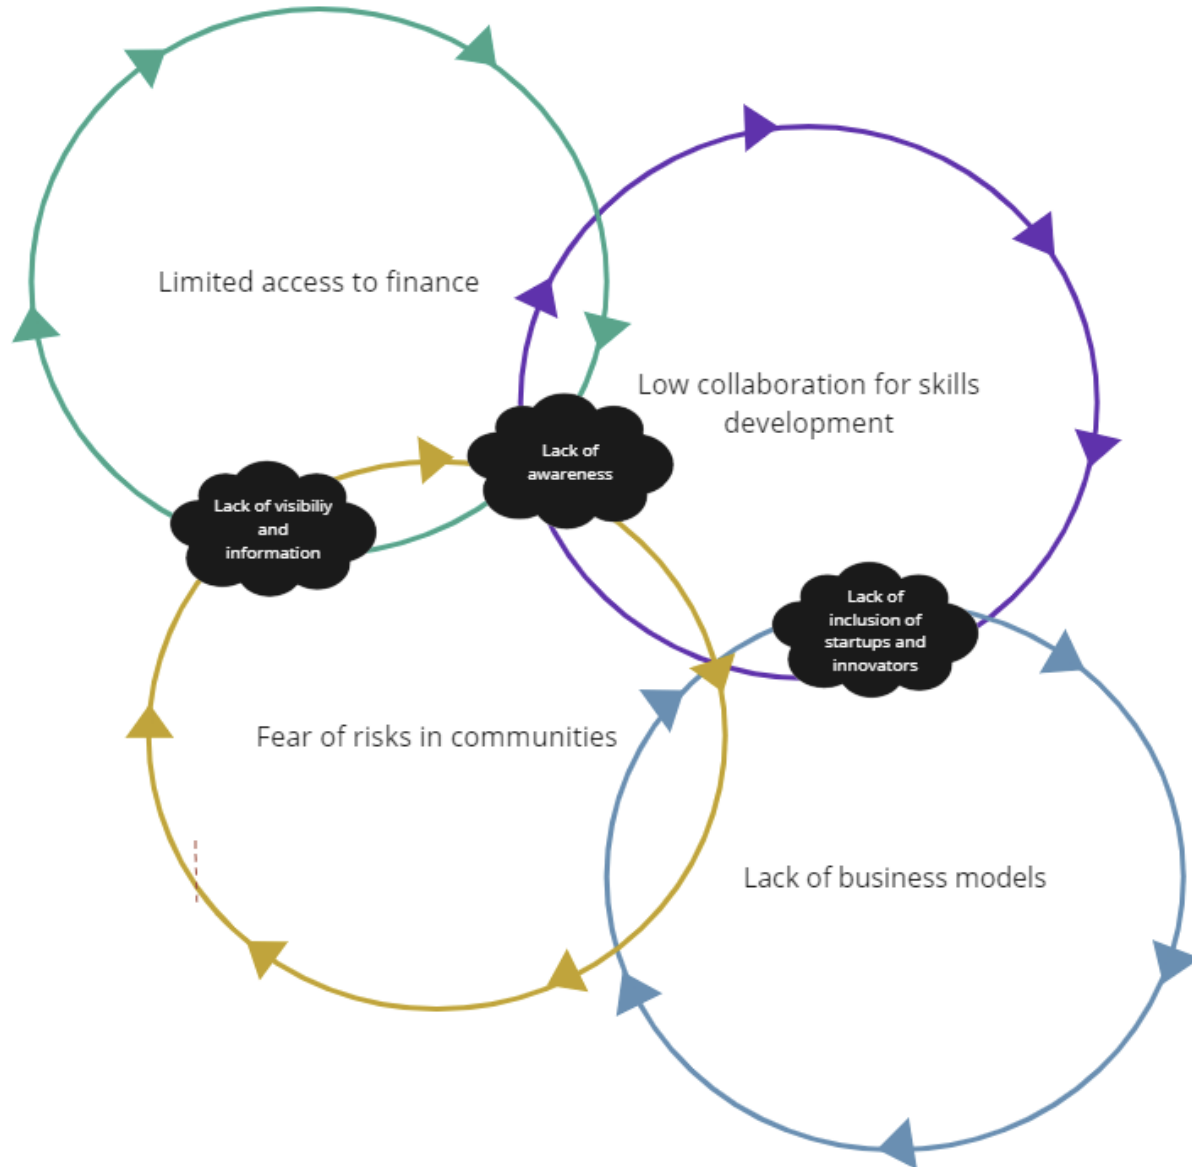 Limited access to finance
Low collaboration for skills
development
Lack of
awareness
Lack of visibiliy
and
information
Lack of
inclusion of
startups and
innovators
Fear of risks in communities
Lack of business models